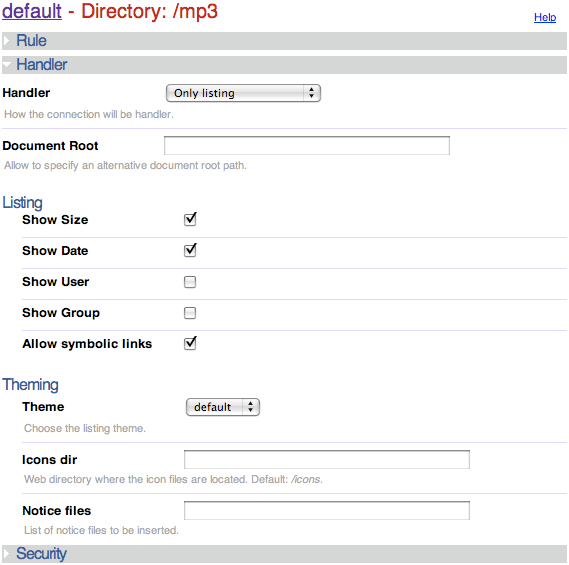 default - Directory: /mp3
Help
Rule
Handler
Handler Only listing
How the connection will be handler.
Document Root
Allow to specify an alternative document root path.
Listing
Show Size
Show Date
Show User
Show Group
Allow symbolic links
Theming
Theme default
Choose the listing theme.
Icons dir
Web directory where the icon files are located. Default: /icons.
Notice files
List of notice files to be inserted.
Security